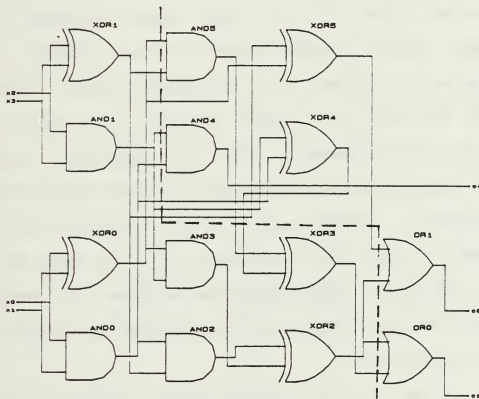 XOR1
AND5
XOR5
x2
x3
AND1
AND4
XOR4
XOR0
AND3
XOR3
OR1
x0
x1
AND0
AND2
XOR2
OR0